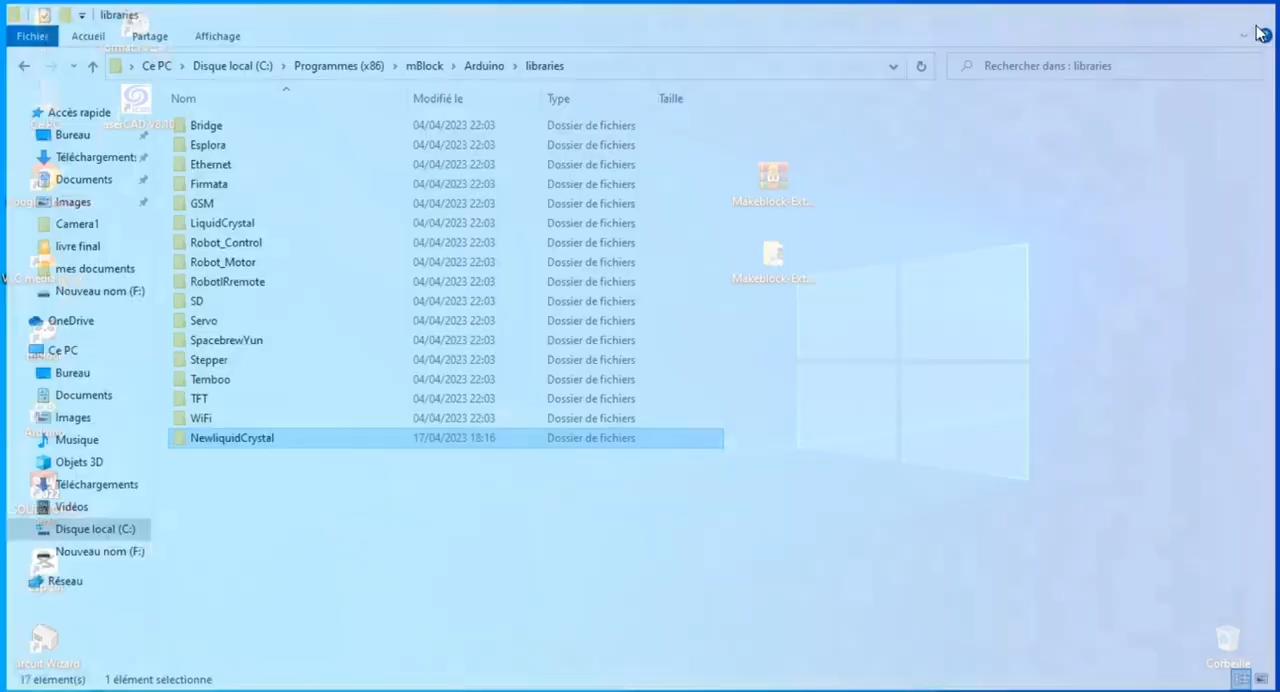 libraries
Fichier Accueil Partage Affichage
Ce PC Disque local (C:) Programmes (x86) mBlock Arduino libraries
Rechercher dans : libraries
Nom Modifié le Type Taille
Bridge 04/04/2023 22:03 Dossier de fichiers
Esplora 04/04/2023 22:03 Dossier de fichiers
Ethernet 04/04/2023 22:03 Dossier de fichiers
Firmata 04/04/2023 22:03 Dossier de fichiers
GSM 04/04/2023 22:03 Dossier de fichiers
LiquidCrystal 04/04/2023 22:03 Dossier de fichiers
Robot_Control 04/04/2023 22:03 Dossier de fichiers
Robot_Motor 04/04/2023 22:03 Dossier de fichiers
RobotIRremote 04/04/2023 22:03 Dossier de fichiers
SD 04/04/2023 22:03 Dossier de fichiers
Servo 04/04/2023 22:03 Dossier de fichiers
SpacebrewYun 04/04/2023 22:03 Dossier de fichiers
Stepper 04/04/2023 22:03 Dossier de fichiers
Temboo 04/04/2023 22:03 Dossier de fichiers
TFT 04/04/2023 22:03 Dossier de fichiers
WiFi 04/04/2023 22:03 Dossier de fichiers
NewliquidCrystal 17/04/2023 18:16 Dossier de fichiers
Accès rapide
Bureau
Téléchargements
Documents
Images
Camera1
livre final
mes documents
Nouveau nom (F:)
OneDrive
Ce PC
Bureau
Documents
Images
Musique
Objets 3D
Téléchargements
Vidéos
Disque local (C:)
Nouveau nom (F:)
Réseau
Makeblock-Ext...
Makeblock-Ext...
Corbeille
17 élément(s) 1 élément sélectionné